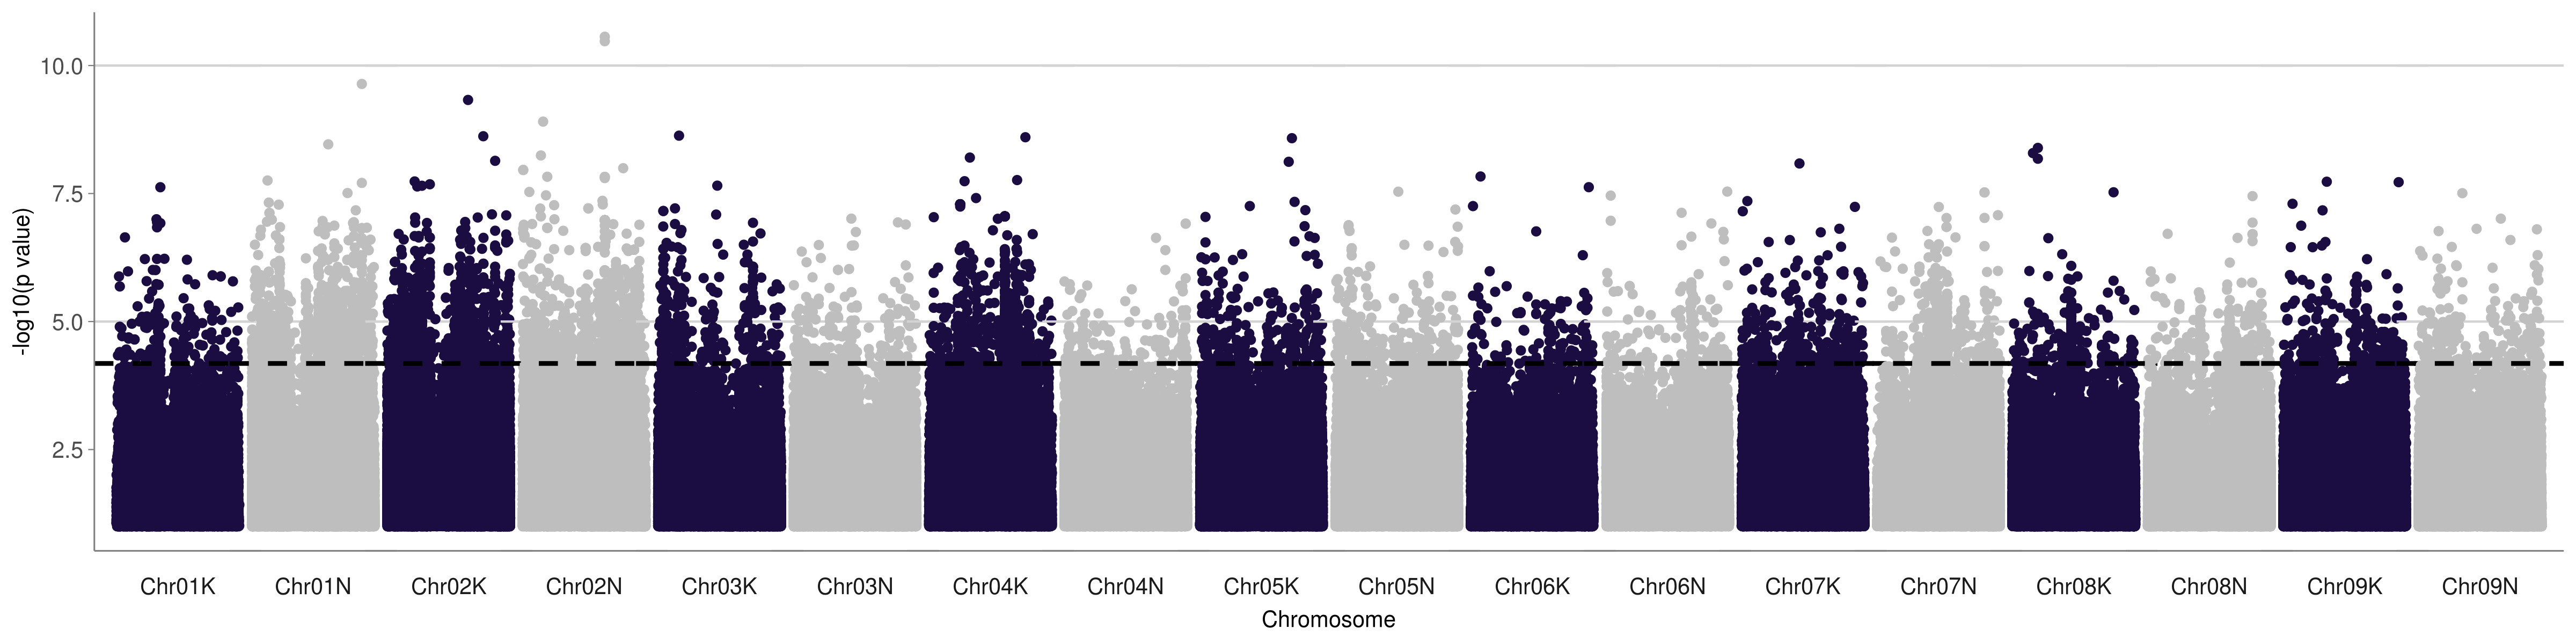 -log10(p value)
10.0
7.5
5.0
2.5
Chr01K Chr01N Chr02K Chr02N Chr03K Chr03N Chr04K Chr04N Chr05K Chr05N Chr06K Chr06N Chr07K Chr07N Chr08K Chr08N Chr09K Chr09N
Chromosome